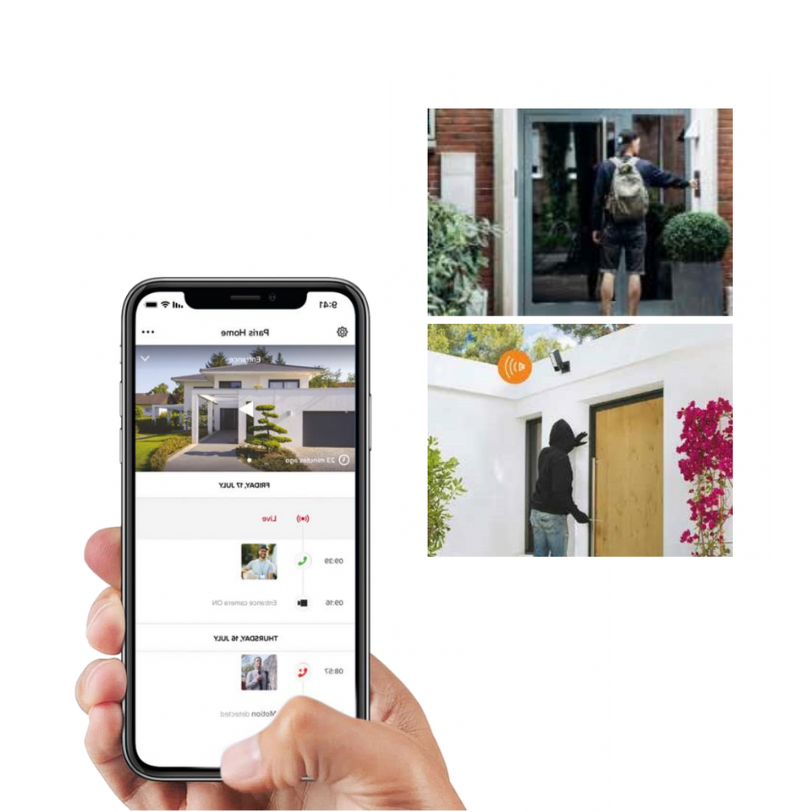 9:41
Paris Home
Entrance
23 minutes ago
FRIDAY, 17 JULY
Live
09:39
09:16 Entrance camera ON
THURSDAY, 16 JULY
08:57
Motion detected